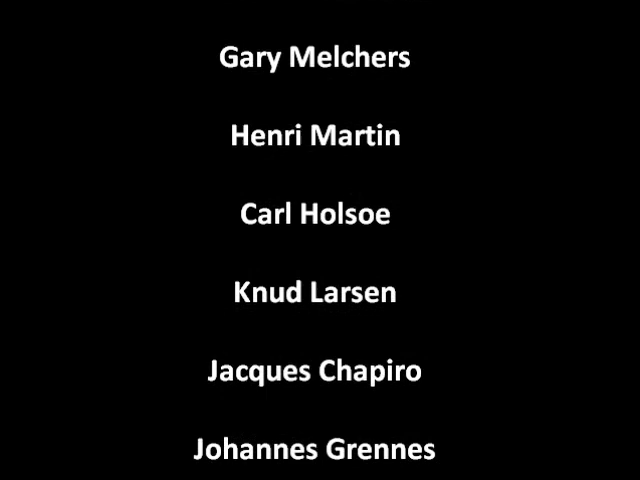 Gary Melchers
Henri Martin
Carl Holsoe
Knud Larsen
Jacques Chapiro
Johannes Grennes